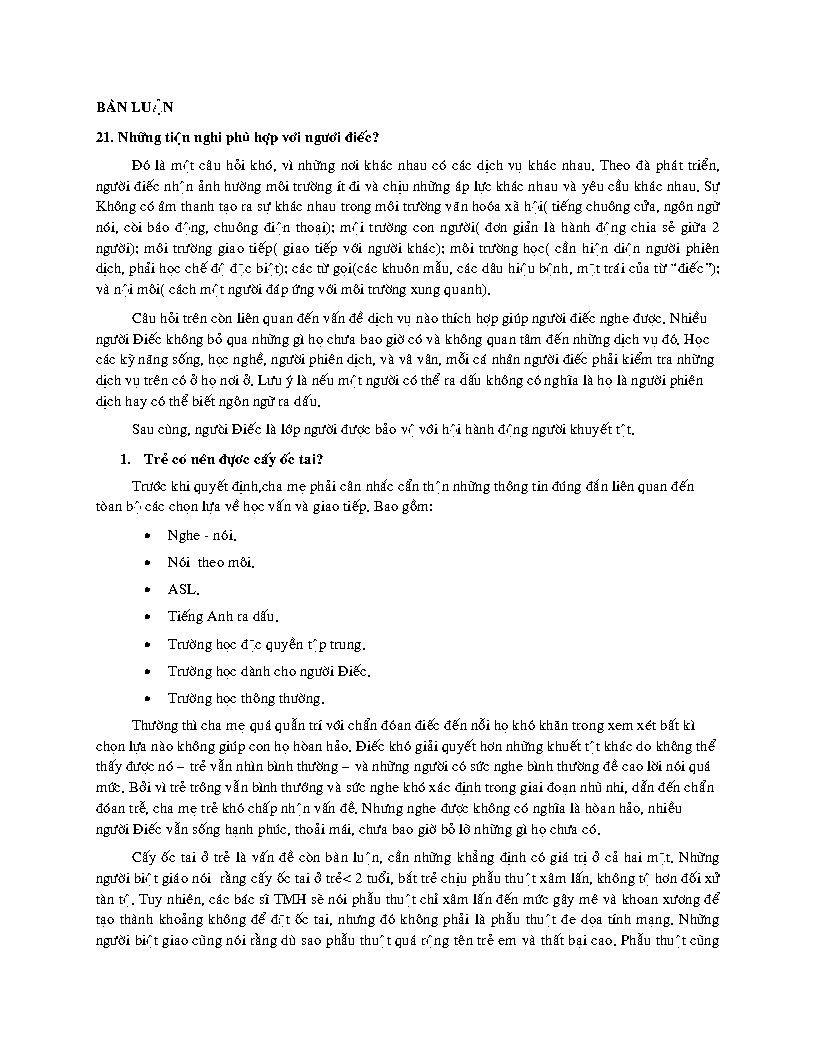 BÀN LUẬN
21. Những tiện nghi phù hợp với người điếc?
Đó là một câu hỏi khó, vì những nơi khác nhau có các dịch vụ khác nhau. Theo đà phát triển,
người điếc nhận ảnh hường môi trường ít đi và chịu những áp lực khác nhau và yêu cầu khác nhau. Sự
Không có âm thanh tạo ra sự khác nhau trong môi trường văn hoóa xã hội( tiếng chuông cửa, ngôn ngữ
nói, còi báo động, chuông điện thoại); môi trường con người( đơn giản là hành động chia sẻ giữa 2
người); môi trường giao tiếp( giao tiếp với người khác); môi trường học( cần hiện diện người phiên
dịch, phải học chế độ đặc biệt); các từ gọi(các khuôn mẫu, các dâu hiệu bệnh, mặt trái của từ “điếc”);
và nội môi( cách một người đáp ứng với môi trường xung quanh).
Câu hỏi trên còn liên quan đến vấn đề dịch vụ nào thích hợp giúp người điếc nghe được. Nhiều
người Điếc không bỏ qua những gì họ chưa bao giờ có và không quan tâm đến những dịch vụ đó. Học
các kỹ năng sống, học nghề, người phiên dịch, và vâ vân, mỗi cá nhân người điếc phải kiểm tra những
dịch vụ trên có ở họ nơi ở. Lưu ý là nếu một người có thể ra dấu không có nghĩa là họ là người phiên
dịch hay có thể biết ngôn ngữ ra dấu.
Sau cùng, người Điếc là lớp người được bảo vệ với hội hành động người khuyết tật.
1. Trẻ có nên được cấy ốc tai?
Trước khi quyết định,cha mẹ phải cân nhắc cẩn thận những thông tin đúng đắn liên quan đến
tòan bộ các chọn lựa về học vấn và giao tiếp. Bao gồm:
• Nghe - nói.
• Nói theo môi.
• ASL.
• Tiếng Anh ra dấu.
• Trường học đặc quyền tập trung.
• Trường học dành cho người Điếc.
• Trường học thông thường.
Thường thì cha mẹ quá quẫn trí với chẩn đóan điếc đến nỗi họ khó khăn trong xem xét bất kì
chọn lựa nào không giúp con họ hòan hảo. Điếc khó giải quyết hơn những khuết tật khác do không thể
thấy được nó – trẻ vẫn nhìn bình thường – và những người có sức nghe bình thường đề cao lời nói quá
mức. Bởi vì trẻ trông vẫn bình thướng và sức nghe khó xác định trong giai đoạn nhũ nhi, dẫn đến chẩn
đóan trễ, cha mẹ trẻ khó chấp nhận vấn đề. Nhưng nghe được không có nghĩa là hòan hảo, nhiều
người Điếc vẫn sống hạnh phúc, thoải mái, chưa bao giờ bỏ lỡ những gì họ chưa có.
Cấy ốc tai ở trẻ là vấn đề còn bàn luận, cần những khẳng định có giá trị ở cả hai mặt. Những
người biệt giáo nói rằng cấy ốc tai ở trẻ< 2 tuổi, bắt trẻ chịu phẫu thuật xâm lấn, không tệ hơn đối xử
tàn tệ. Tuy nhiên, các bác sĩ TMH sẽ nói phẫu thuật chỉ xâm lấn đến mức gây mê và khoan xương để
tạo thành khoảng không để đặt ốc tai, nhưng đó không phải là phẫu thuật đe dọa tính mạng. Những
người biệt giao cũng nói rằng dù sao phẫu thuật quá rộng tên trẻ em và thất bại cao. Phẫu thuật cũng